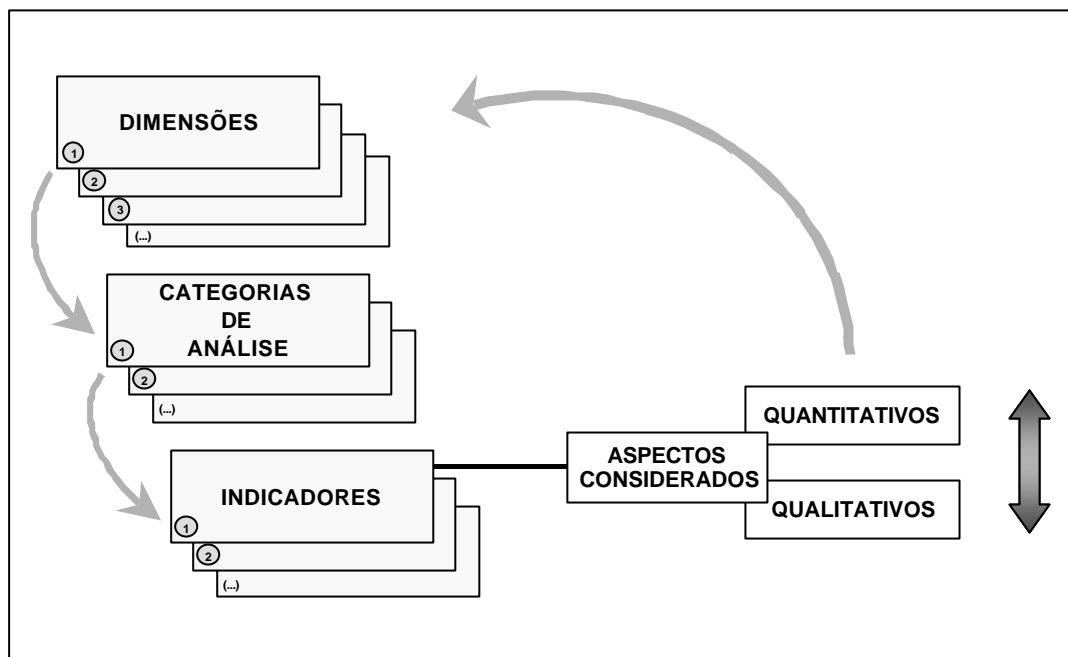 DIMENSÕES
1
2
3
(...)
CATEGORIAS
DE
ANÁLISE
1
2
(...)
INDICADORES
1
2
(...)
ASPECTOS
CONSIDERADOS
QUANTITATIVOS
QUALITATIVOS